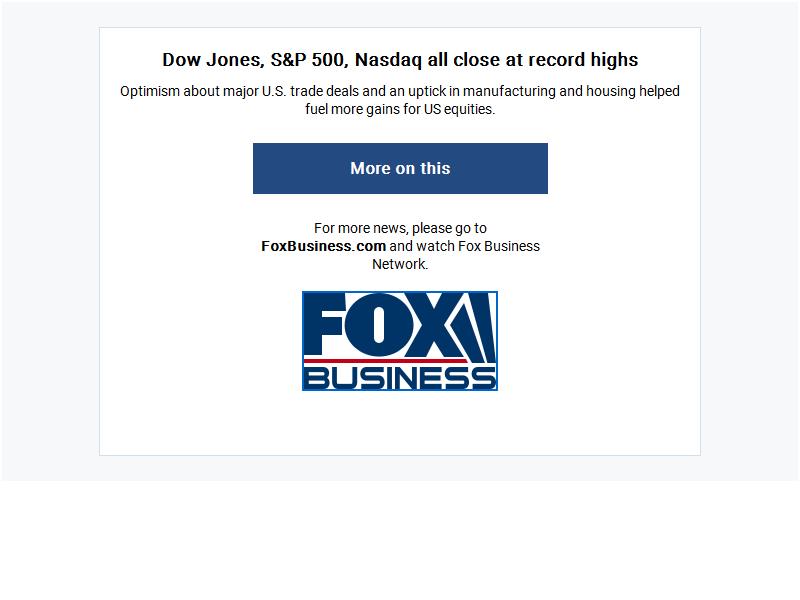 Dow Jones, S&P 500, Nasdaq all close at record highs
Optimism about major U.S. trade deals and an uptick in manufacturing and housing helped
fuel more gains for US equities.
More on this
For more news, please go to
FoxBusiness.com and watch Fox Business
Network.
FOX
BUSINESS